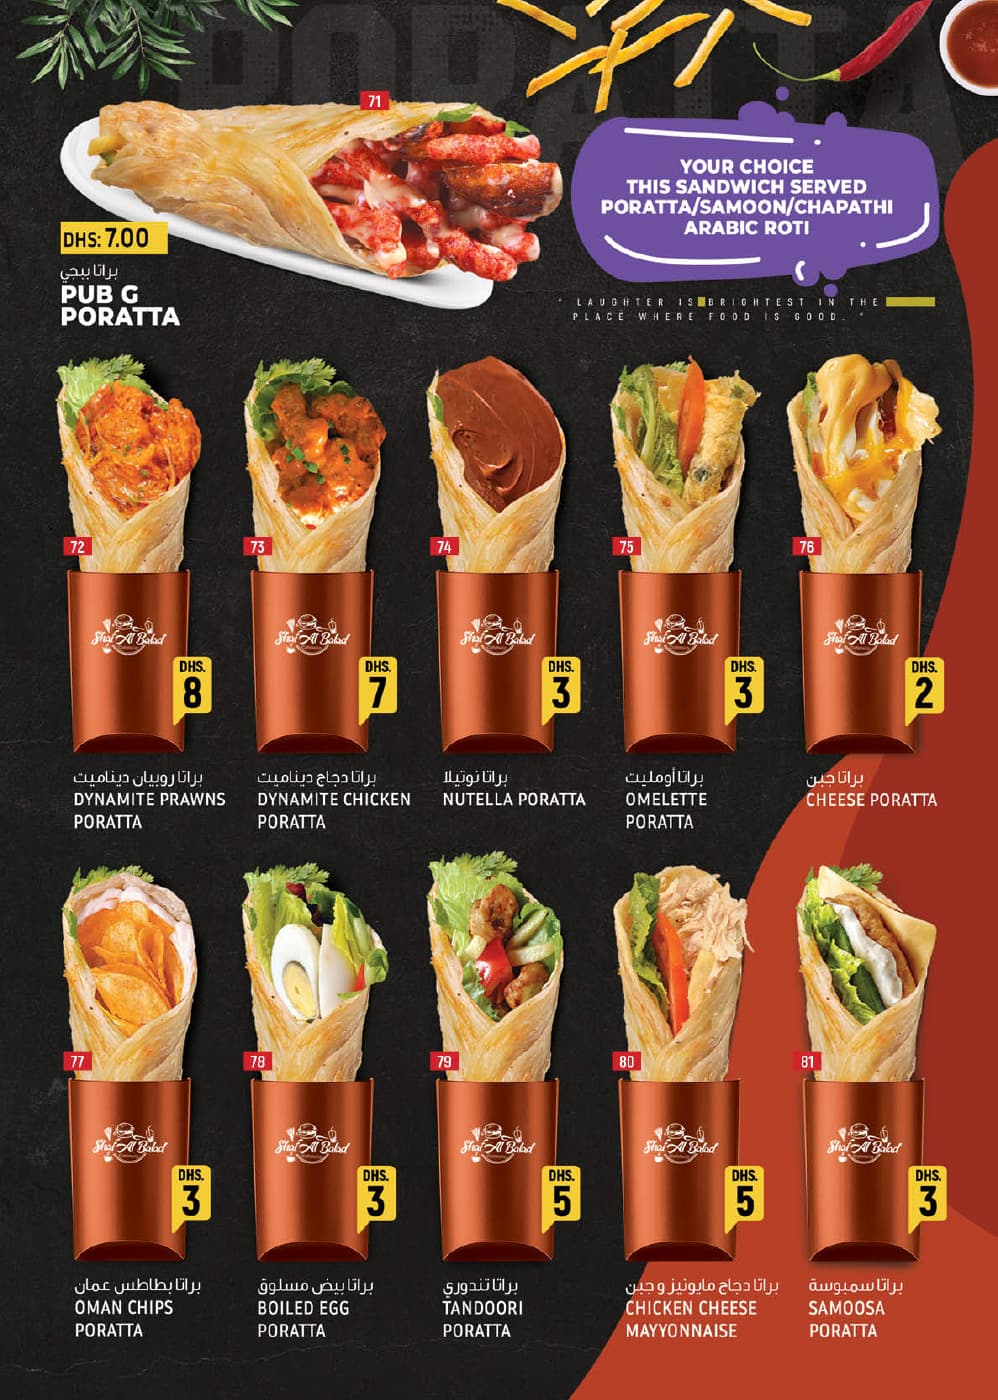 PORATTA
71
YOUR CHOICE
THIS SANDWICH SERVED
PORATTA/SAMOON/CHAPATHI
ARABIC ROTI
DHS: 7.00
براتا ببجي
PUB G
PORATTA
" LAUGHTER IS BRIGHTEST IN THE
PLACE WHERE FOOD IS GOOD. "
72
Shai Al Balad
DHS.
8
براتا روبيان ديناميت
DYNAMITE PRAWNS
PORATTA
73
Shai Al Balad
DHS.
7
براتا دجاج ديناميت
DYNAMITE CHICKEN
PORATTA
74
Shai Al Balad
DHS.
3
براتا نوتيلا
NUTELLA PORATTA
75
Shai Al Balad
DHS.
3
براتا أومليت
OMELETTE
PORATTA
76
Shai Al Balad
DHS.
2
براتا جبن
CHEESE PORATTA
77
Shai Al Balad
DHS.
3
براتا بطاطس عمان
OMAN CHIPS
PORATTA
78
Shai Al Balad
DHS.
3
براتا بيض مسلوق
BOILED EGG
PORATTA
79
Shai Al Balad
DHS.
5
براتا تندوري
TANDOORI
PORATTA
80
Shai Al Balad
DHS.
5
براتا دجاج مايونيز و جبن
CHICKEN CHEESE
MAYYONNAISE
81
Shai Al Balad
DHS.
3
براتا سمبوسة
SAMOOSA
PORATTA